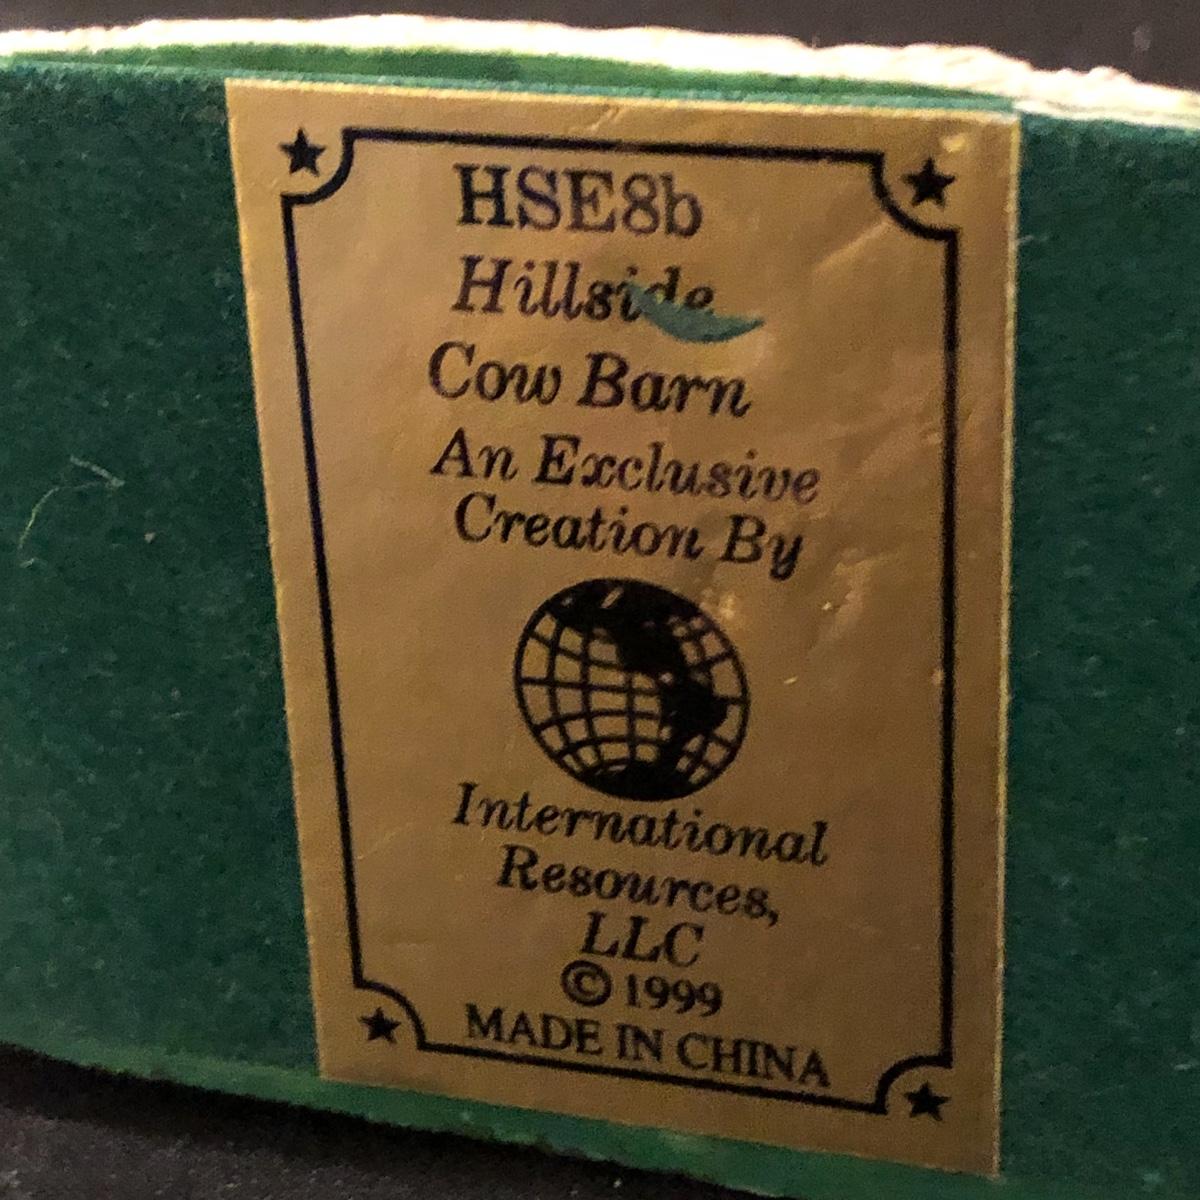 HSE8b
Hillside
Cow Barn
An Exclusive
Creation By
International
Resources,
LLC
© 1999
MADE IN CHINA